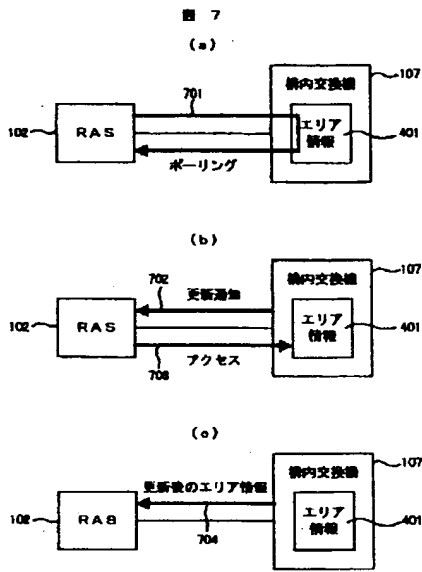 図 7
(a)
構内交換機
107
701
102
RAS
エリア
情報
401
ポーリング
(b)
構内交換機
107
702
更新通知
102
RAS
エリア
情報
401
703
アクセス
(c)
構内交換機
107
更新後のエリア情報
102
RAS
704
エリア
情報
401